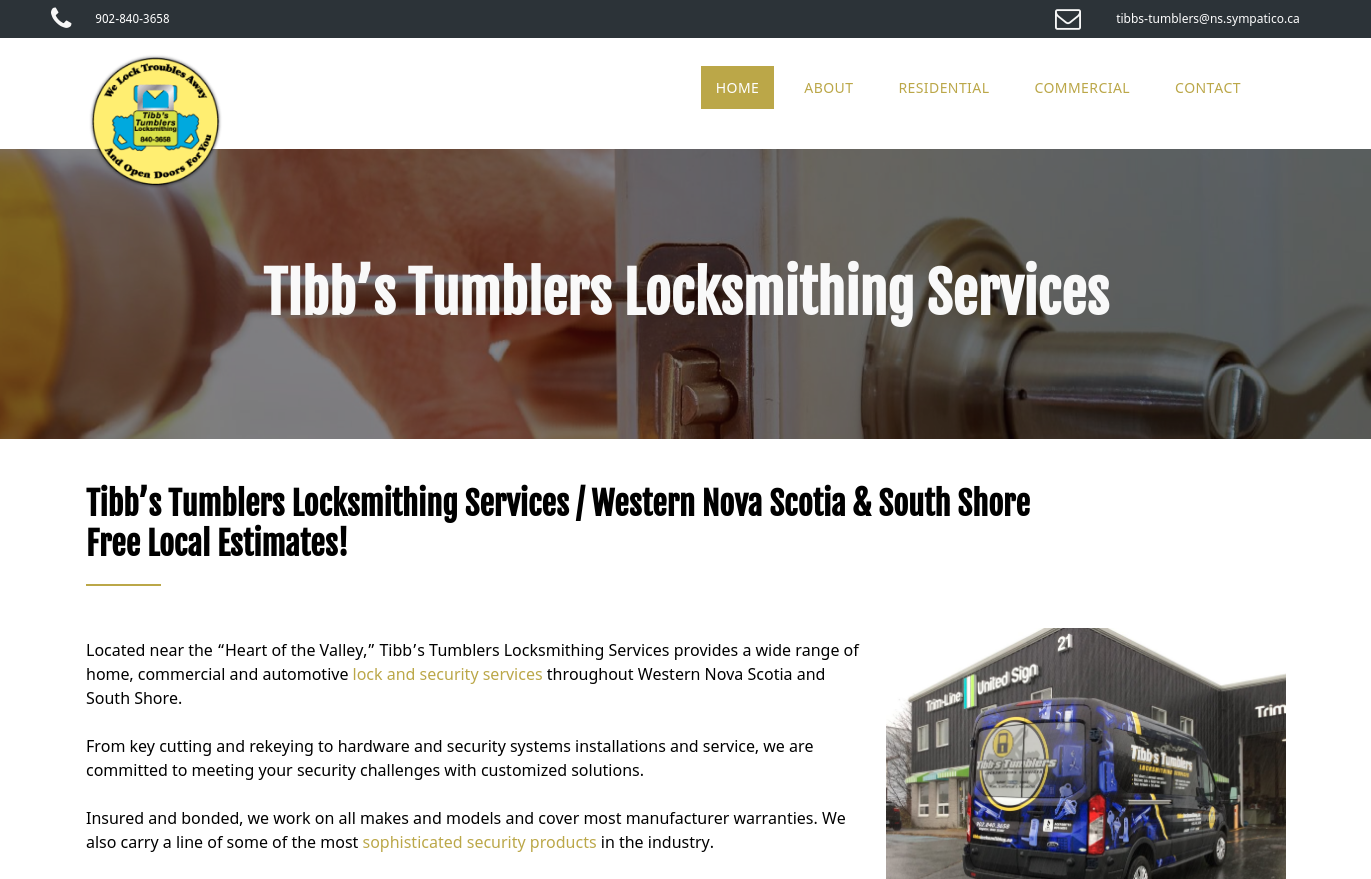 902-840-3658
tibbs-tumblers@ns.sympatico.ca
We Lock Troubles Away
Tibb's
Tumblers
Locksmithing
840-3658
And Open Doors For You
HOME
ABOUT
RESIDENTIAL
COMMERCIAL
CONTACT
TIbb’s Tumblers Locksmithing Services
Tibb’s Tumblers Locksmithing Services / Western Nova Scotia & South Shore
Free Local Estimates!
Located near the “Heart of the Valley,” Tibb’s Tumblers Locksmithing Services provides a wide range of
home, commercial and automotive lock and security services throughout Western Nova Scotia and
South Shore.
From key cutting and rekeying to hardware and security systems installations and service, we are
committed to meeting your security challenges with customized solutions.
Insured and bonded, we work on all makes and models and cover most manufacturer warranties. We
also carry a line of some of the most sophisticated security products in the industry.
21
Trim-Line United Sign
Trim
Tibb's Tumblers
Tibb's Tumblers
LOCKSMITHING SERVICES
902.840.3658